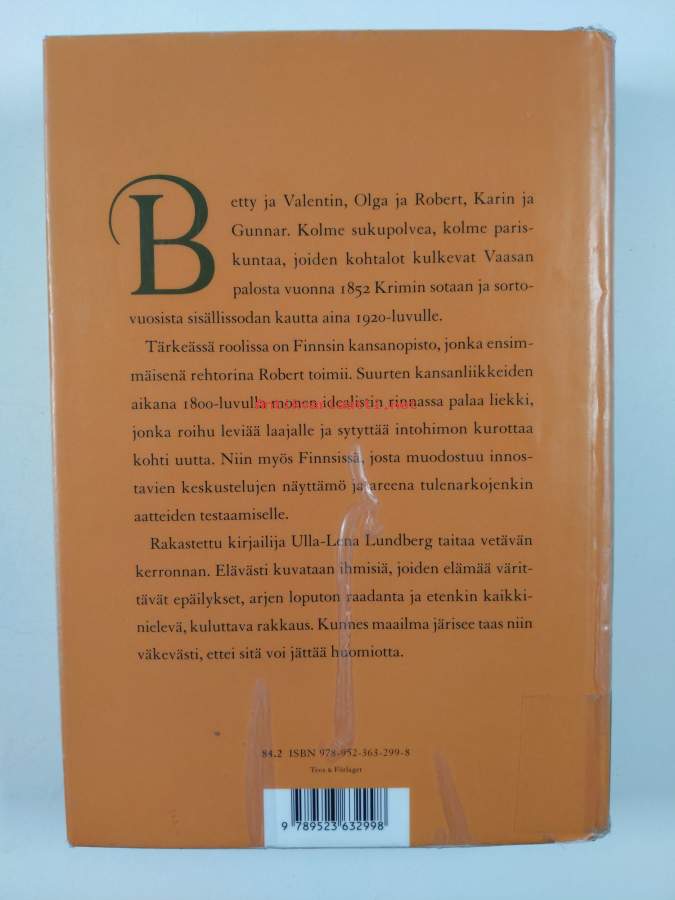 Betty ja Valentin, Olga ja Robert, Karin ja
Gunnar. Kolme sukupolvea, kolme paris-
kuntaa, joiden kohtalot kulkevat Vaasan
palosta vuonna 1852 Krimin sotaan ja sorto-
vuosista sisällissodan kautta aina 1920-luvulle.
Tärkeässä roolissa on Finnsin kansanopisto, jonka ensim-
mäisenä rehtorina Robert toimii. Suurten kansanliikkeiden
aikana 1800-luvulla monen idealistin rinnassa palaa liekki,
jonka roihu leviää laajalle ja sytyttää intohimon kurottaa
kohti uutta. Niin myös Finnsissä, josta muodostuu innos-
tavien keskustelujen näyttämö ja areena tulenarkojenkin
aatteiden testaamiselle.
Rakastettu kirjailija Ulla-Lena Lundberg taitaa vetävän
kerronnan. Elävästi kuvataan ihmisiä, joiden elämää värit-
tävät epäilykset, arjen loputon raadanta ja etenkin kaikki-
nielevä, kuluttava rakkaus. Kunnes maailma järisee taas niin
väkevästi, ettei sitä voi jättää huomiotta.
84.2 ISBN 978-952-363-299-8
Teos & Förlaget
9 789523 632998